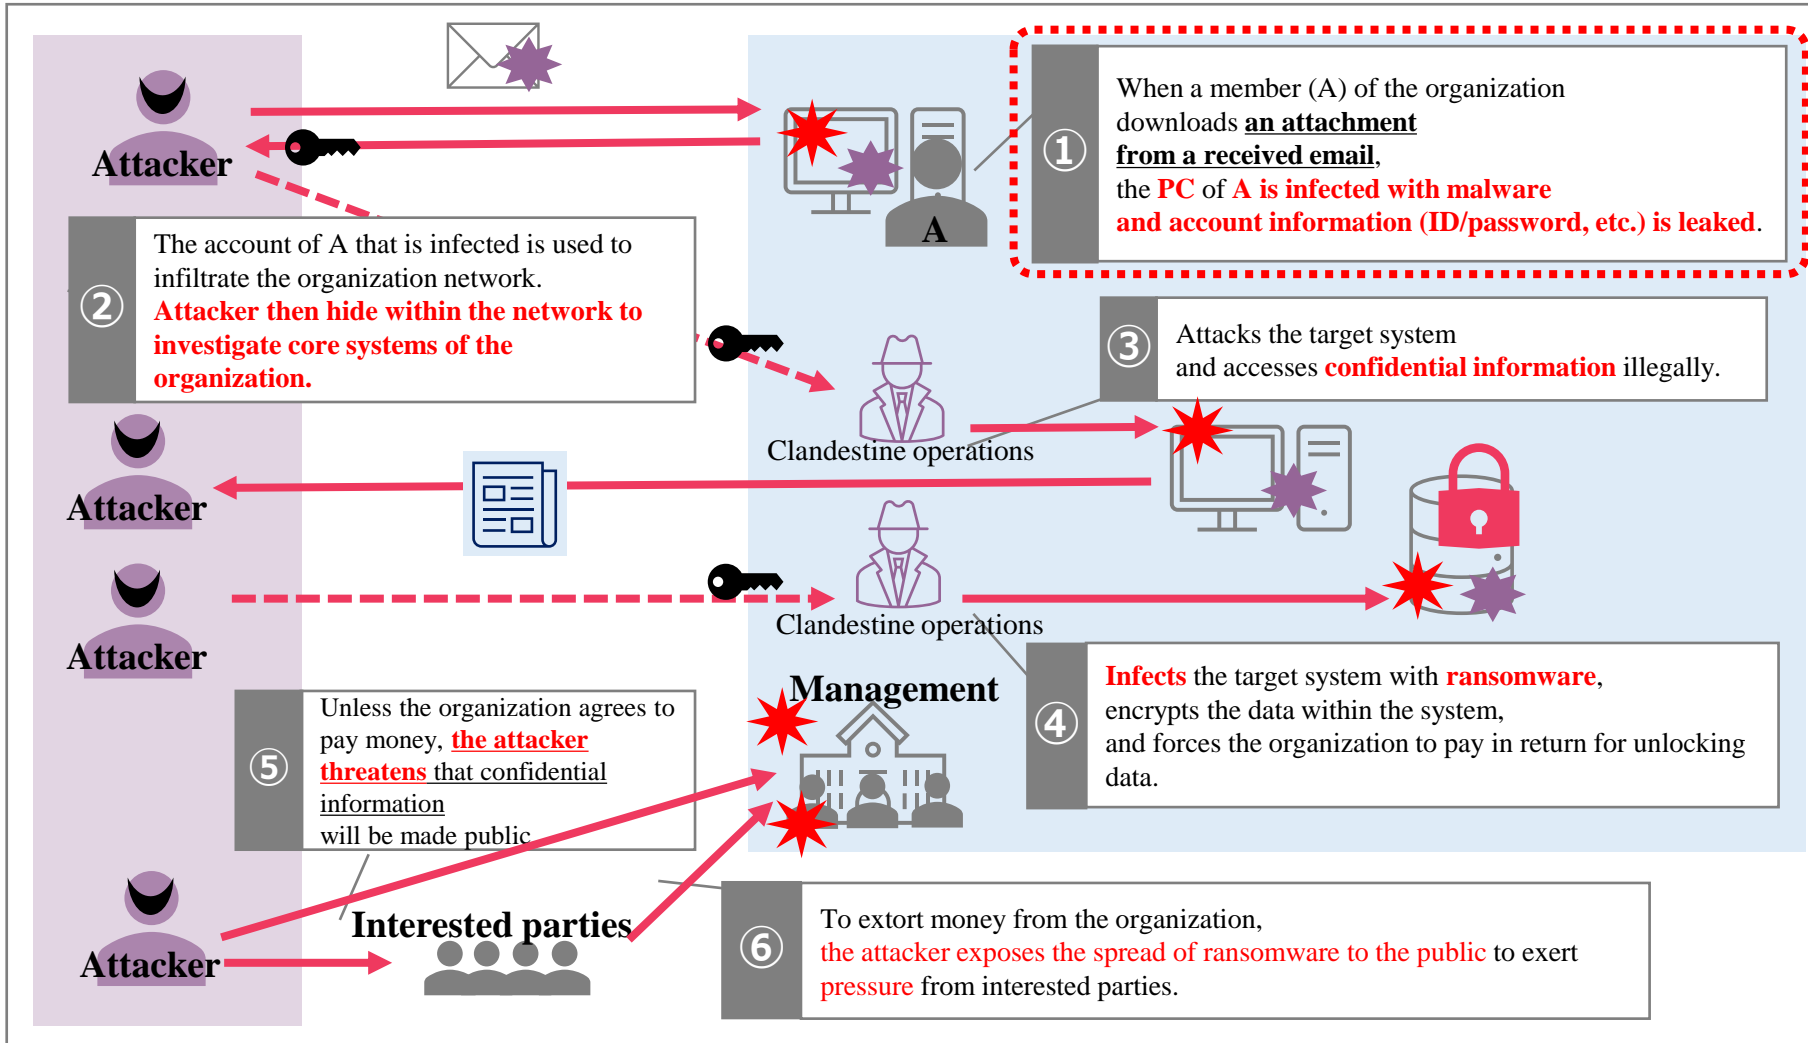 Attacker
A
①
When a member (A) of the organization
downloads an attachment
from a received email,
the PC of A is infected with malware
and account information (ID/password, etc.) is leaked.
②
The account of A that is infected is used to
infiltrate the organization network.
Attacker then hide within the network to
investigate core systems of the
organization.
③
Attacks the target system
and accesses confidential information illegally.
Clandestine operations
Attacker
Clandestine operations
Attacker
④
Infects the target system with ransomware,
encrypts the data within the system,
and forces the organization to pay in return for unlocking
data.
Management
⑤
Unless the organization agrees to
pay money, the attacker
threatens that confidential
information
will be made public
Attacker
Interested parties
⑥
To extort money from the organization,
the attacker exposes the spread of ransomware to the public to exert
pressure from interested parties.